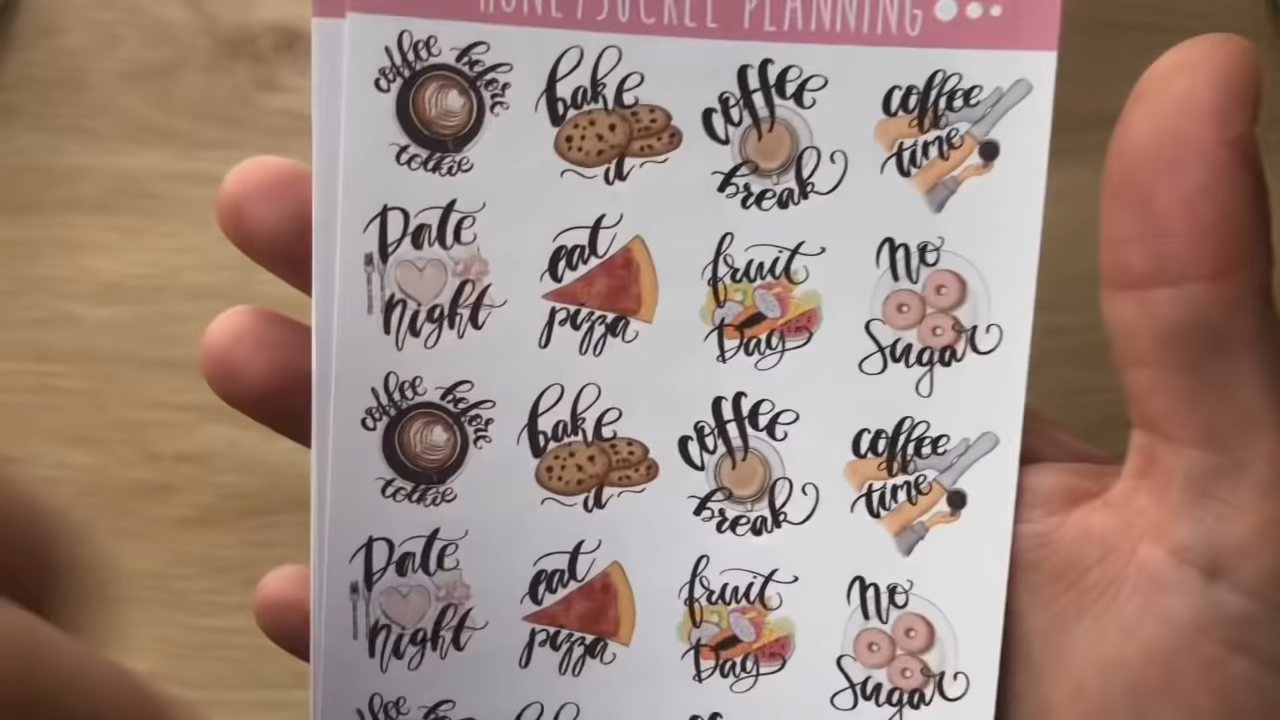 HONEYSUCKLE PLANNING
coffee before
talkie
bake
it
coffee
break
coffee
time
Date
night
eat
pizza
fruit
Day
No
Sugar
coffee before
talkie
bake
it
coffee
break
coffee
time
Date
night
eat
pizza
fruit
Day
No
Sugar